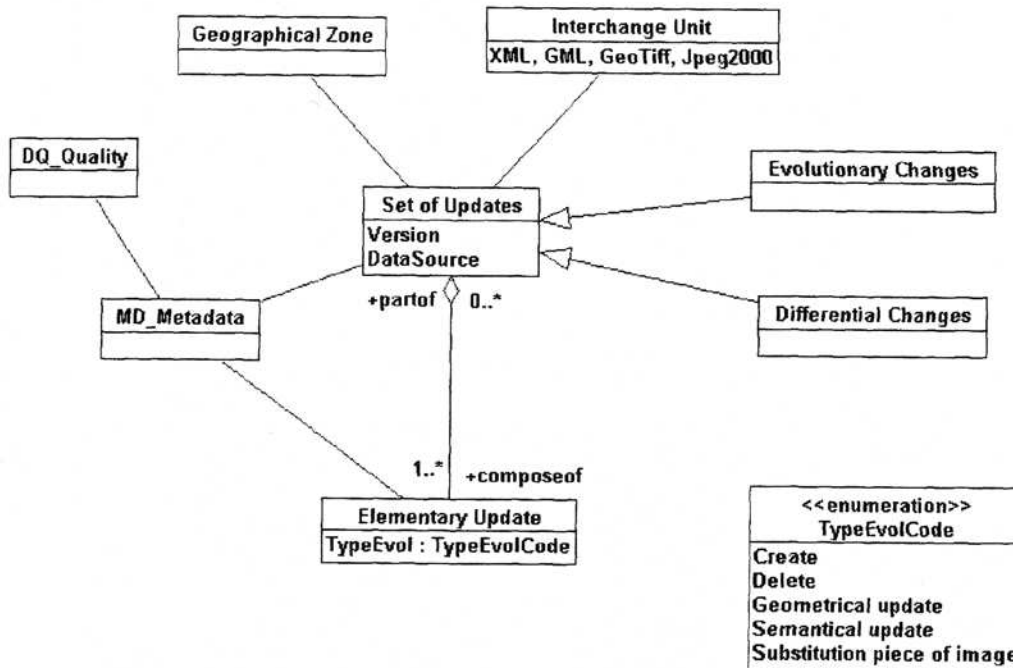 Geographical Zone
Interchange Unit
XML, GML, GeoTiff, Jpeg2000
DQ_Quality
Evolutionary Changes
Set of Updates
Version
DataSource
+partof
0..*
MD_Metadata
Differential Changes
1..*
+composeof
Elementary Update
TypeEvol : TypeEvolCode
<<enumeration>>
TypeEvolCode
Create
Delete
Geometrical update
Semantical update
Substitution piece of image